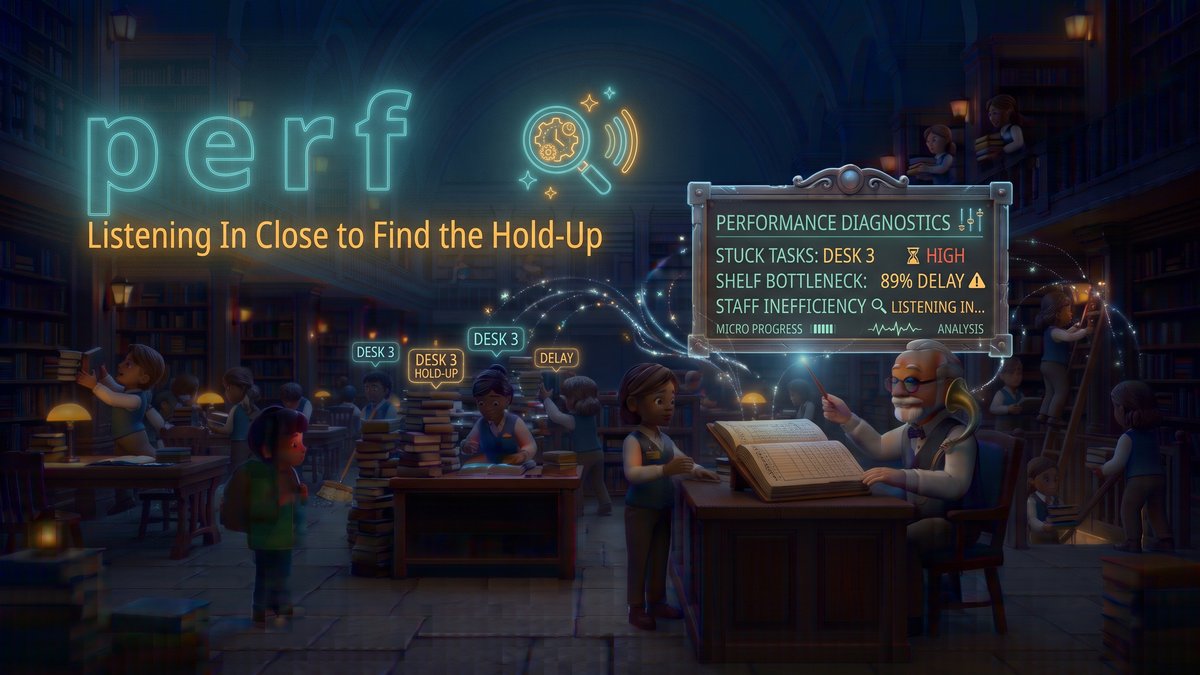 perf
Listening In Close to Find the Hold-Up
PERFORMANCE DIAGNOSTICS
STUCK TASKS: DESK 3 HIGH
SHELF BOTTLENECK: 89% DELAY
STAFF INEFFICIENCY LISTENING IN...
MICRO PROGRESS ANALYSIS
DESK 3
DESK 3
HOLD-UP
DESK 3
DELAY